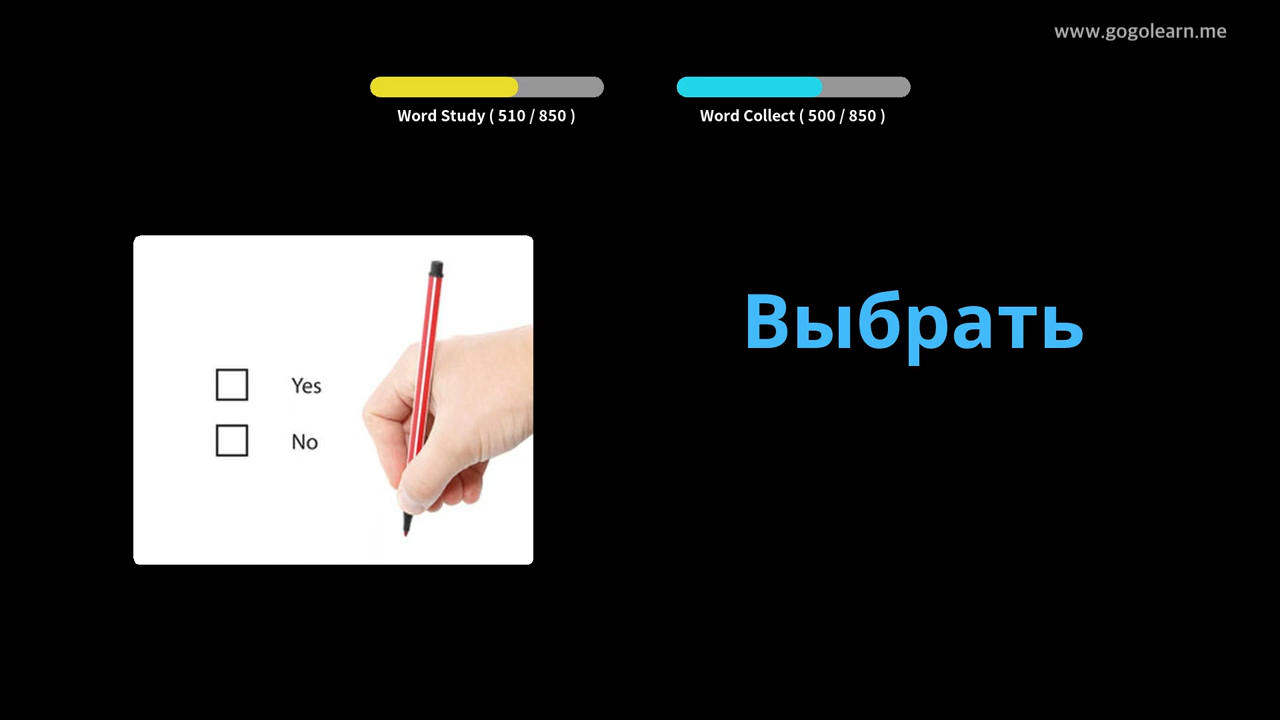 www.gogolearn.me
Word Study ( 510 / 850 )
Word Collect ( 500 / 850 )
Выбрать
Yes
No